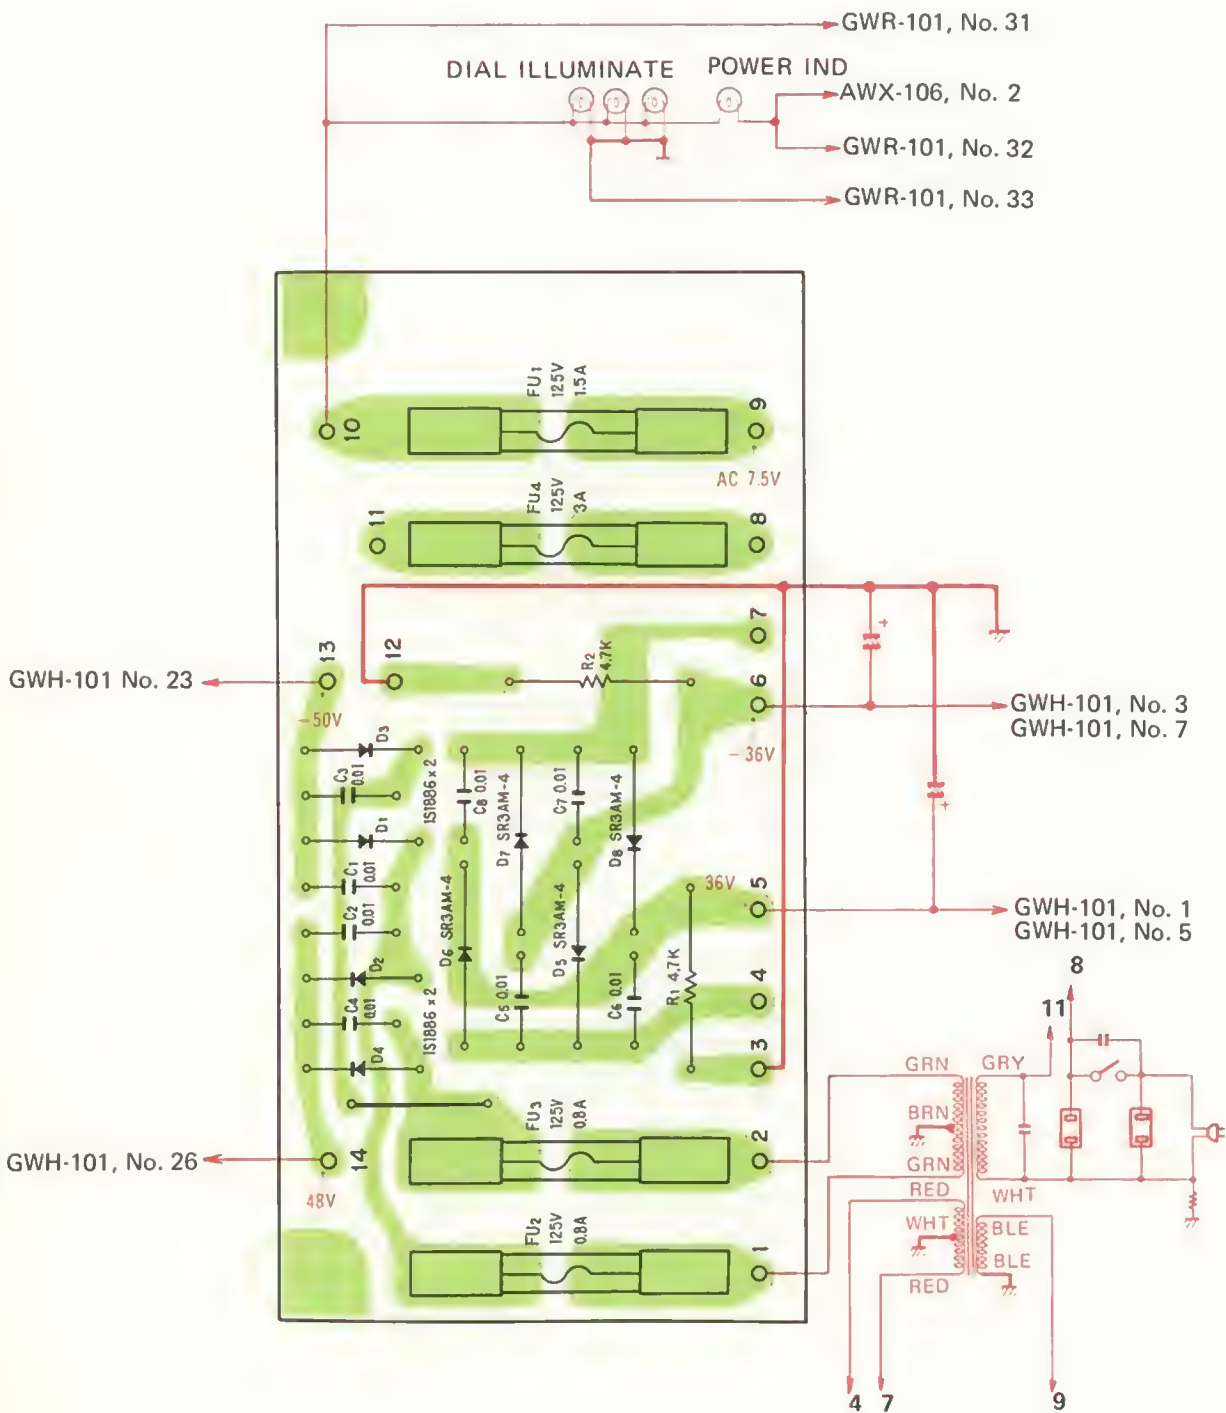 GWR-101, No. 31
DIAL ILLUMINATE
POWER IND
AWX-106, No. 2
GWR-101, No. 32
GWR-101, No. 33
FU1
125V
1.5A
10
9
AC 7.5V
FU4
125V
3A
11
8
7
13
12
R2
4.7K
6
GWH-101 No. 23
-50V
-36V
GWH-101, No. 3
GWH-101, No. 7
D3
C3
0.01
1S1886 x 2
D1
C1
0.01
C2
0.01
D2
C4
0.01
1S1886 x 2
D4
C8 0.01
D7 SR3AM-4
C7 0.01
D8 SR3AM-4
D6 SR3AM-4
C5 0.01
D5 SR3AM-4
C6 0.01
36V
5
R1 4.7K
4
3
GWH-101, No. 1
GWH-101, No. 5
8
11
GRN
GRY
BRN
GRN
RED
WHT
WHT
BLE
BLE
RED
FU3
125V
0.8A
2
GWH-101, No. 26
14
48V
FU2
125V
0.8A
1
4
7
9